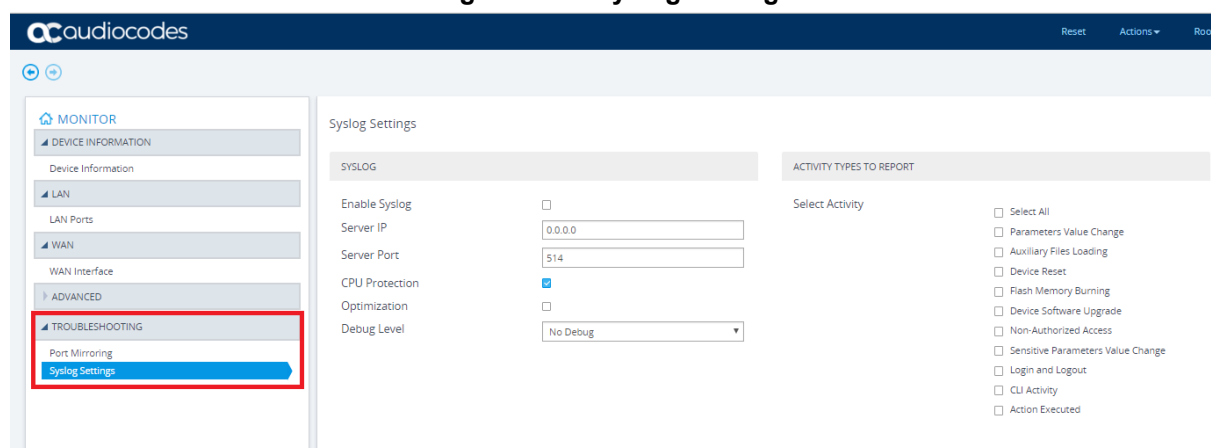 audiocodes
Reset Actions
MONITOR
DEVICE INFORMATION
Device Information
LAN
LAN Ports
WAN
WAN Interface
ADVANCED
TROUBLESHOOTING
Port Mirroring
Syslog Settings
Syslog Settings
SYSLOG
Enable Syslog
Server IP 0.0.0.0
Server Port 514
CPU Protection
Optimization
Debug Level No Debug
ACTIVITY TYPES TO REPORT
Select Activity
Select All
Parameters Value Change
Auxiliary Files Loading
Device Reset
Flash Memory Burning
Device Software Upgrade
Non-Authorized Access
Sensitive Parameters Value Change
Login and Logout
CLI Activity
Action Executed